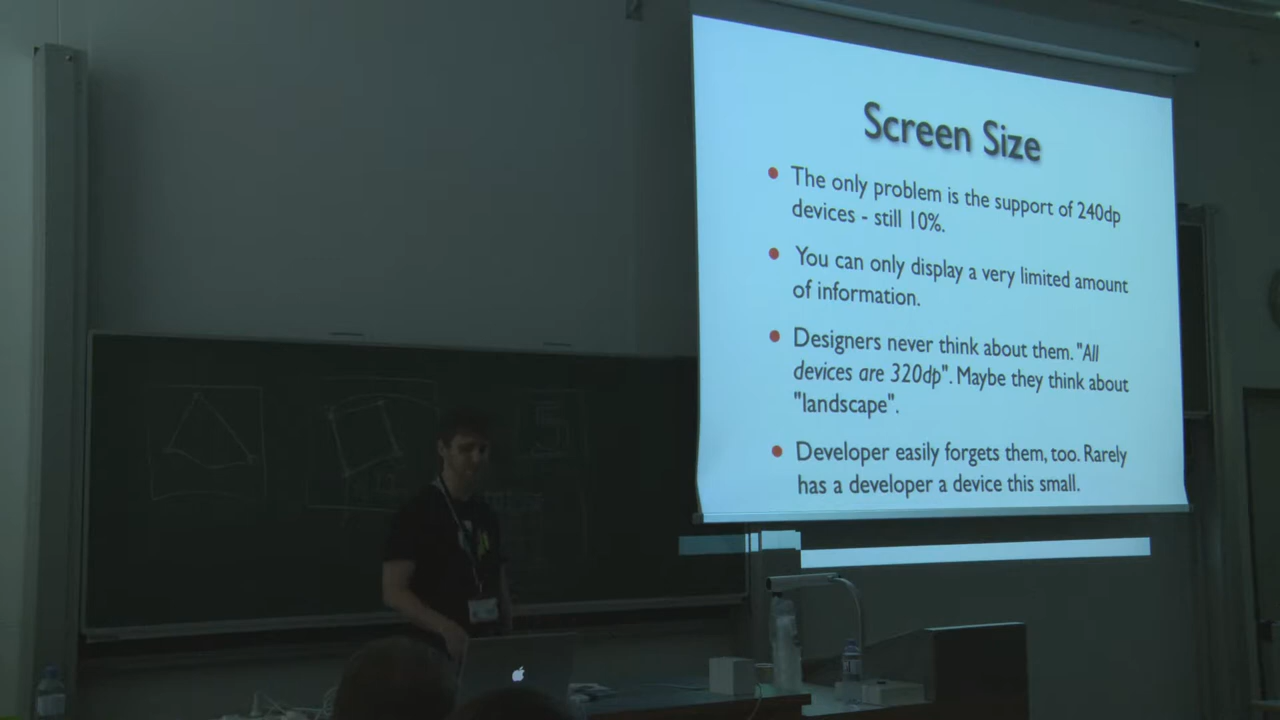 Screen Size
The only problem is the support of 240dp
devices - still 10%.
You can only display a very limited amount
of information.
Designers never think about them. "All
devices are 320dp". Maybe they think about
"landscape".
Developer easily forgets them, too. Rarely
has a developer a device this small.